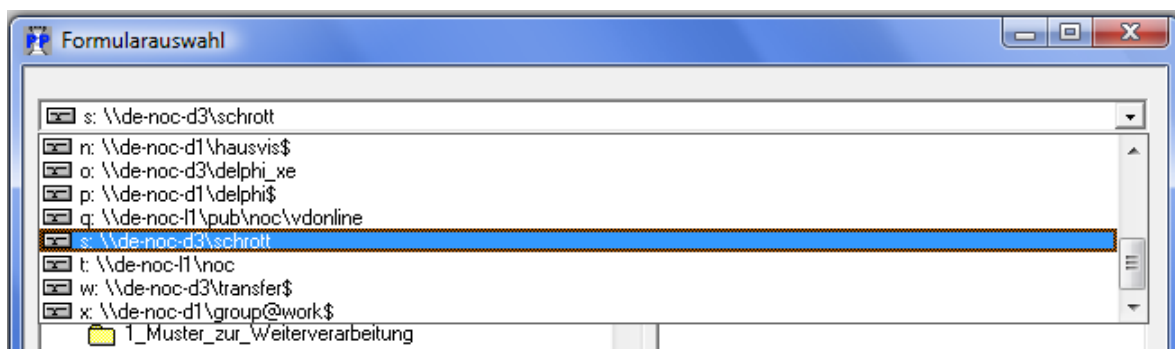 Formularauswahl
s: \\de-noc-d3\schrott
n: \\de-noc-d1\hausvis$
o: \\de-noc-d3\delphi_xe
p: \\de-noc-d1\delphi$
q: \\de-noc-l1\pub\noc\vdonline
s: \\de-noc-d3\schrott
t: \\de-noc-l1\noc
w: \\de-noc-d3\transfer$
x: \\de-noc-d1\group@work$
1_Muster_zur_Weiterverarbeitung